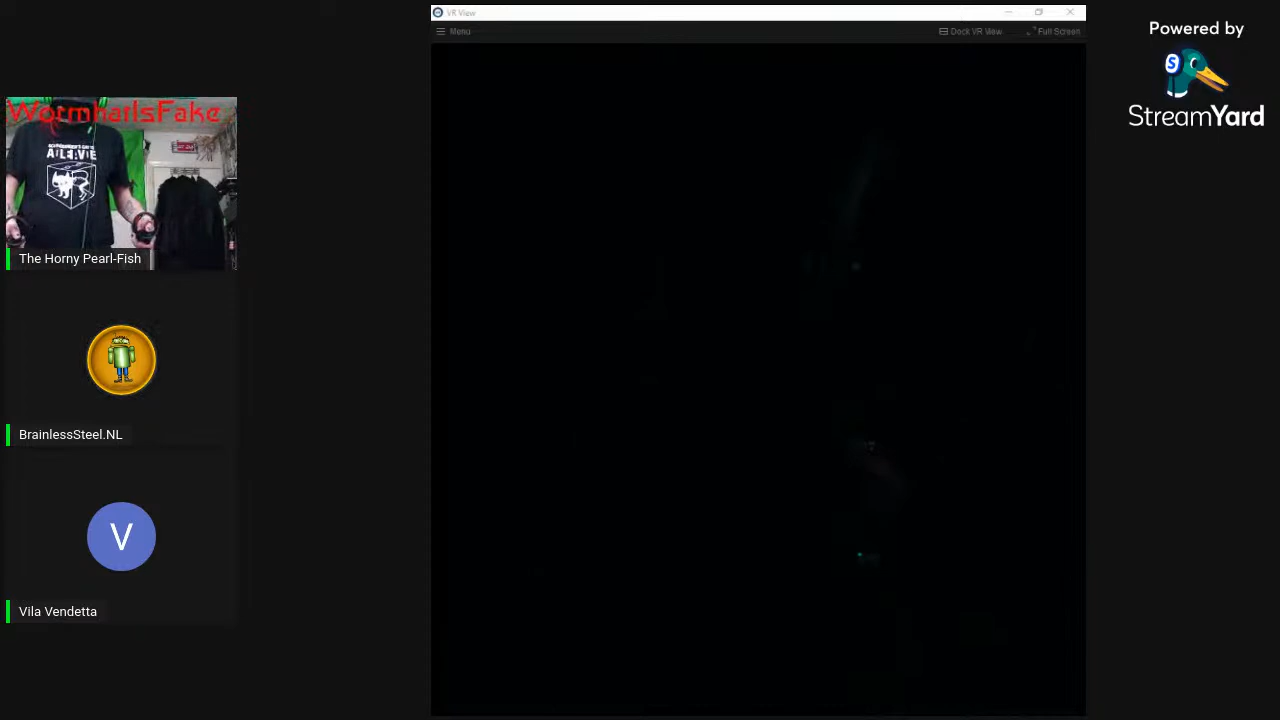 VR View
Menu
Dock VR View
Full Screen
Powered by
StreamYard
WormhatIsFake
The Horny Pearl-Fish
BrainlessSteel.NL
V
Vila Vendetta